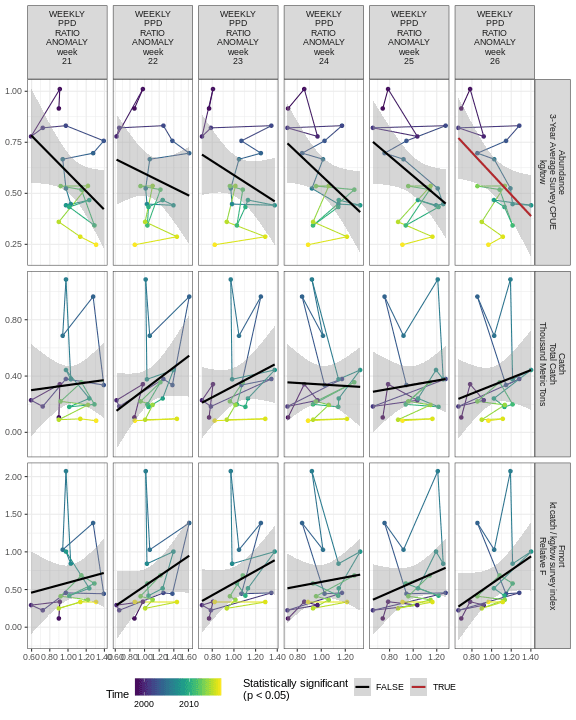 WEEKLY PPD RATIO ANOMALY week 21
WEEKLY PPD RATIO ANOMALY week 22
WEEKLY PPD RATIO ANOMALY week 23
WEEKLY PPD RATIO ANOMALY week 24
WEEKLY PPD RATIO ANOMALY week 25
WEEKLY PPD RATIO ANOMALY week 26
1.00
0.75
0.50
0.25
Abundance
3-Year Average Survey CPUE
kg/tow
0.80
0.40
0.00
Catch
Total Catch
Thousand Metric Tons
2.00
1.50
1.00
0.50
0.00
Fmort
kt catch / kg/tow survey index
Relative F
0.60 0.80 1.00 1.20 1.40
0.60 0.80 1.00 1.20 1.40 1.60
0.80 1.00 1.20 1.40
0.80 1.00 1.20
0.80 1.00 1.20
0.60 0.80 1.00 1.20 1.40
Time
2000 2010
Statistically significant
(p < 0.05)
FALSE TRUE